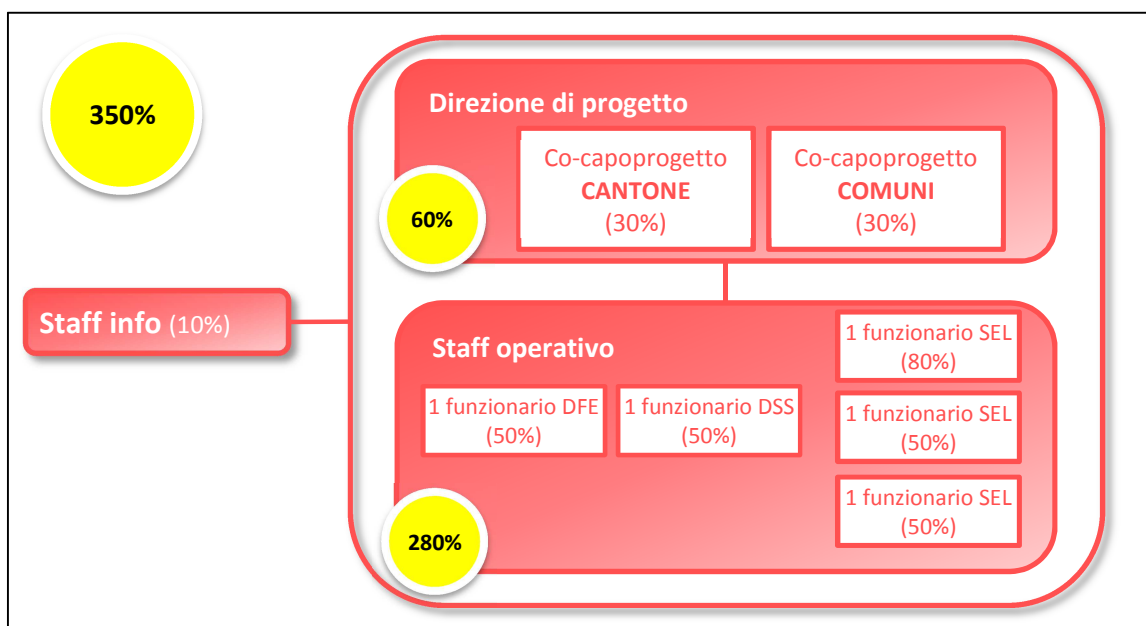 350%
Direzione di progetto
Co-capoprogetto
CANTONE
(30%)
Co-capoprogetto
COMUNI
(30%)
60%
Staff info (10%)
Staff operativo
1 funzionario DFE
(50%)
1 funzionario DSS
(50%)
1 funzionario SEL
(80%)
1 funzionario SEL
(50%)
1 funzionario SEL
(50%)
280%